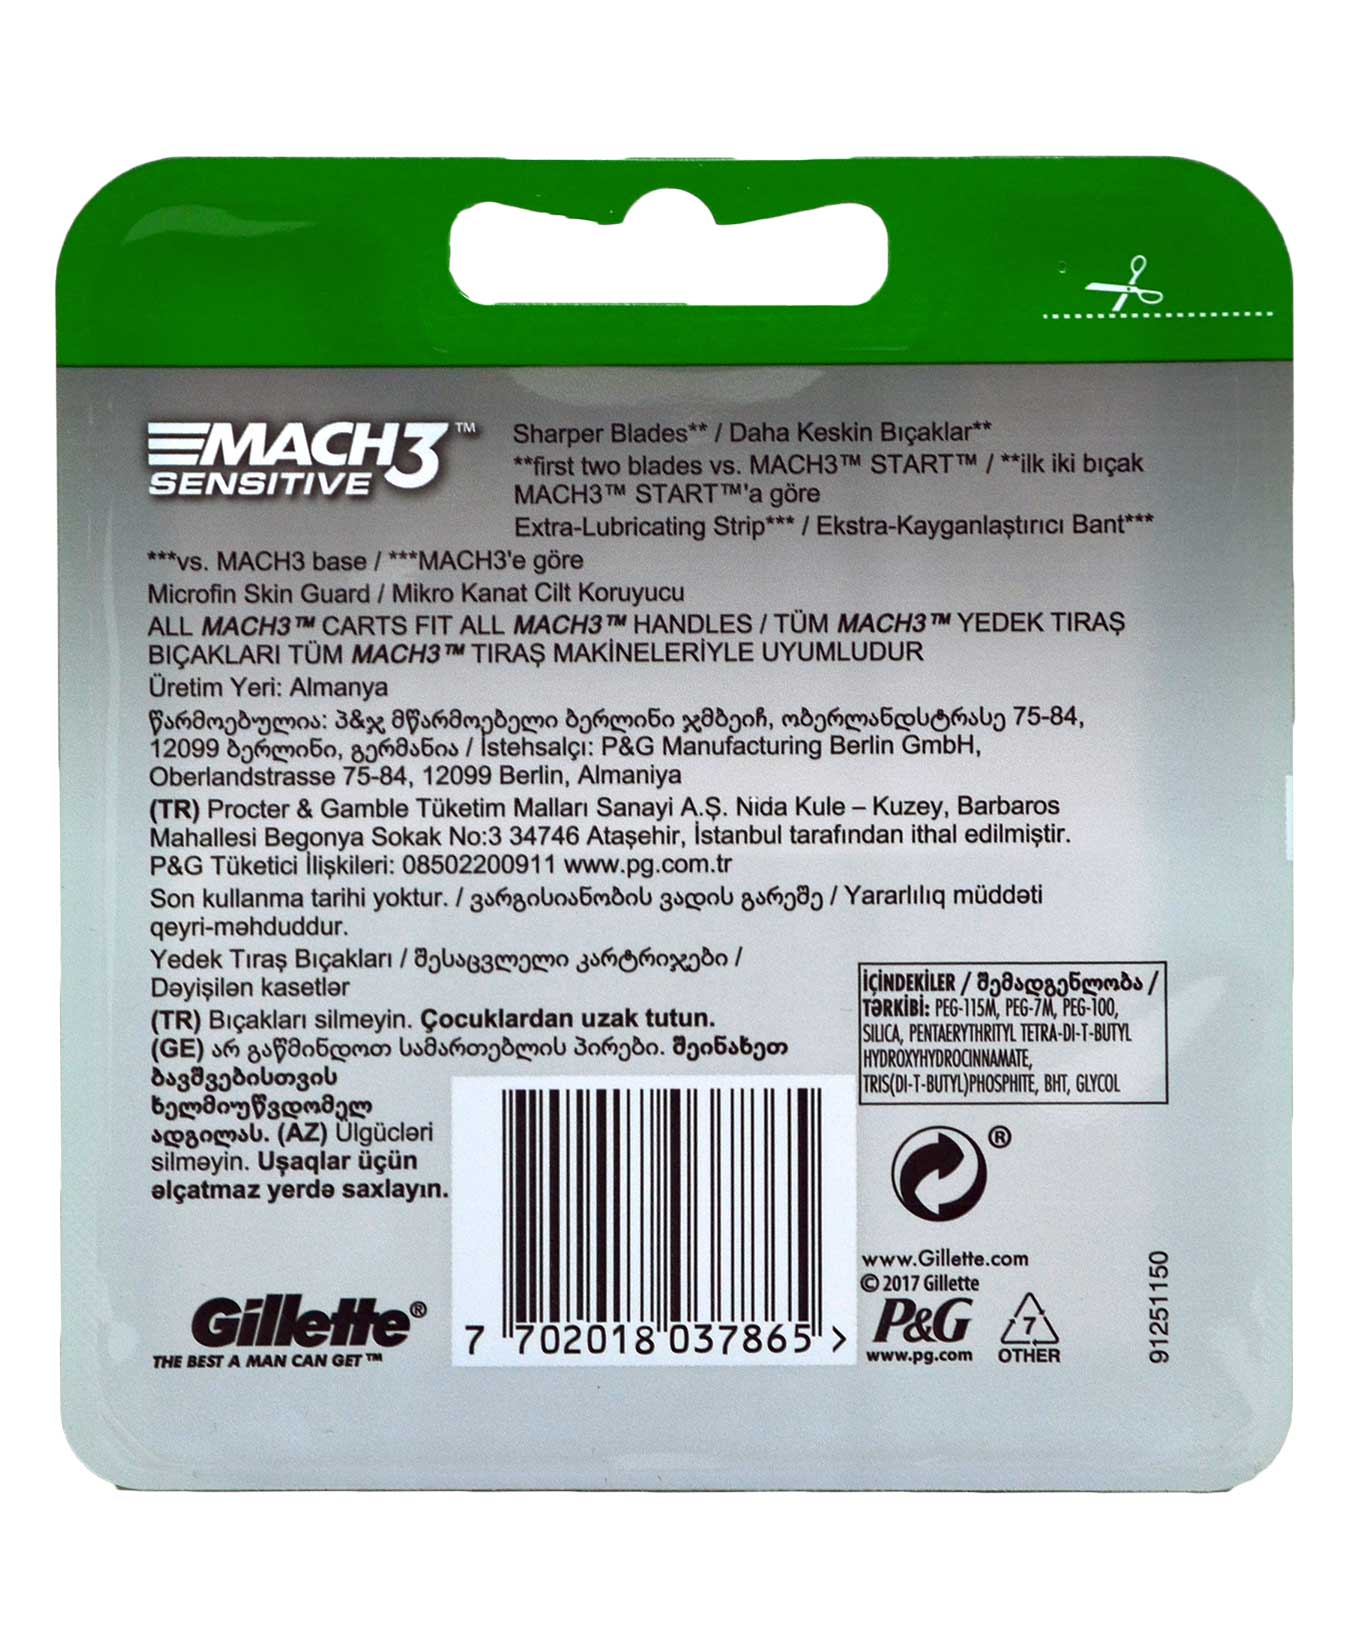 MACH3™
SENSITIVE
Sharper Blades** / Daha Keskin Bıçaklar**
**first two blades vs. MACH3™ START™ / **ilk iki bıçak
MACH3™ START™'a göre
Extra-Lubricating Strip*** / Ekstra-Kayganlaştırıcı Bant***
***vs. MACH3 base / ***MACH3'e göre
Microfin Skin Guard / Mikro Kanat Cilt Koruyucu
ALL MACH3™ CARTS FIT ALL MACH3™ HANDLES / TÜM MACH3™ YEDEK TIRAŞ
BIÇAKLARI TÜM MACH3™ TIRAŞ MAKİNELERİYLE UYUMLUDUR
Üretim Yeri: Almanya
წარმოებულია: პ&ჯ მწარმოებელი ბერლინი ჯმბეიჩ, ობერლანდსტრასე 75-84,
12099 ბერლინი, გერმანია / İstehsalçı: P&G Manufacturing Berlin GmbH,
Oberlandstrasse 75-84, 12099 Berlin, Almaniya
(TR) Procter & Gamble Tüketim Malları Sanayi A.Ş. Nida Kule – Kuzey, Barbaros
Mahallesi Begonya Sokak No:3 34746 Ataşehir, İstanbul tarafından ithal edilmiştir.
P&G Tüketici İlişkileri: 08502200911 www.pg.com.tr
Son kullanma tarihi yoktur. / ვარგისიანობის ვადის გარეშე / Yararlılıq müddəti
qeyri-məhduddur.
Yedek Tıraş Bıçakları / შესაცვლელი კარტრიჯები /
Dəyişilən kasetlər
(TR) Bıçakları silmeyin. Çocuklardan uzak tutun.
(GE) არ გაწმინდოთ სამართებლის პირები. შეინახეთ
ბავშვებისთვის
ხელმიუწვდომელ
ადგილას. (AZ) Ülgücləri
silməyin. Uşaqlar üçün
əlçatmaz yerdə saxlayın.
İÇİNDEKİLER / შემადგენლობა /
TƏRKİBİ: PEG-115M, PEG-7M, PEG-100,
SILICA, PENTAERYTHRITYL TETRA-DI-T-BUTYL
HYDROXYHYDROCINNAMATE,
TRIS(DI-T-BUTYL)PHOSPHITE, BHT, GLYCOL
®
www.Gillette.com
© 2017 Gillette
P&G
www.pg.com
7
OTHER
91251150
Gillette®
THE BEST A MAN CAN GET™
7 702018 037865 >